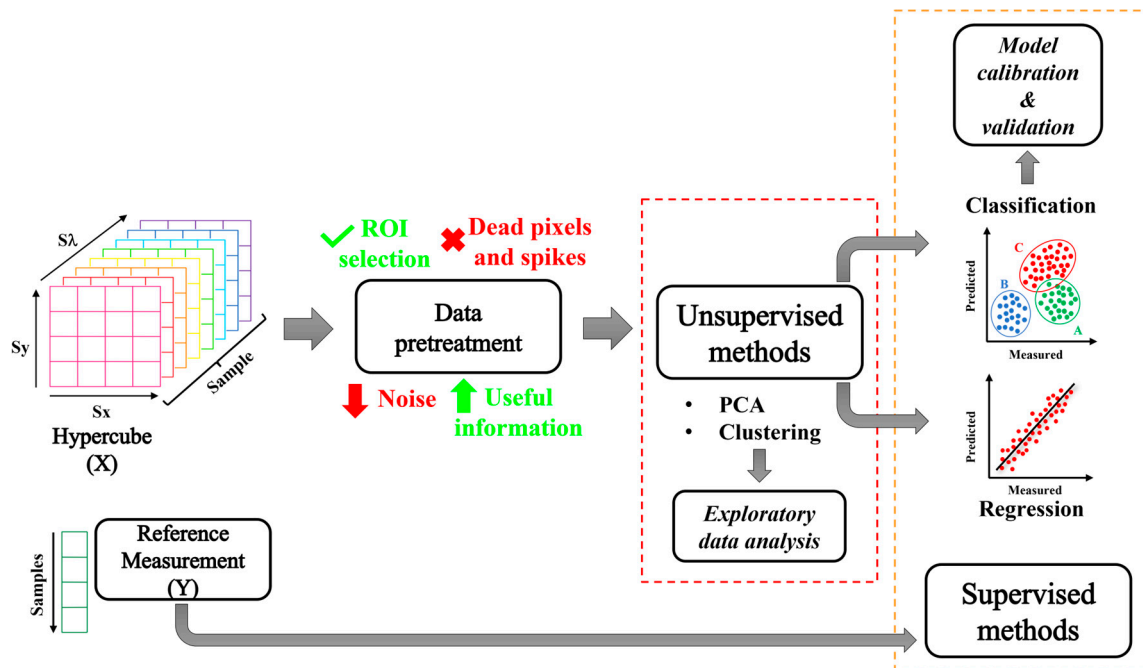 Sλ
Sy
Sx
Sample
Hypercube
(X)
ROI
selection
Dead pixels
and spikes
Data
pretreatment
Noise
Useful
information
Unsupervised
methods
• PCA
• Clustering
Exploratory
data analysis
Model
calibration
&
validation
Classification
Predicted
C
B
A
Measured
Predicted
Measured
Regression
Samples
Reference
Measurement
(Y)
Supervised
methods